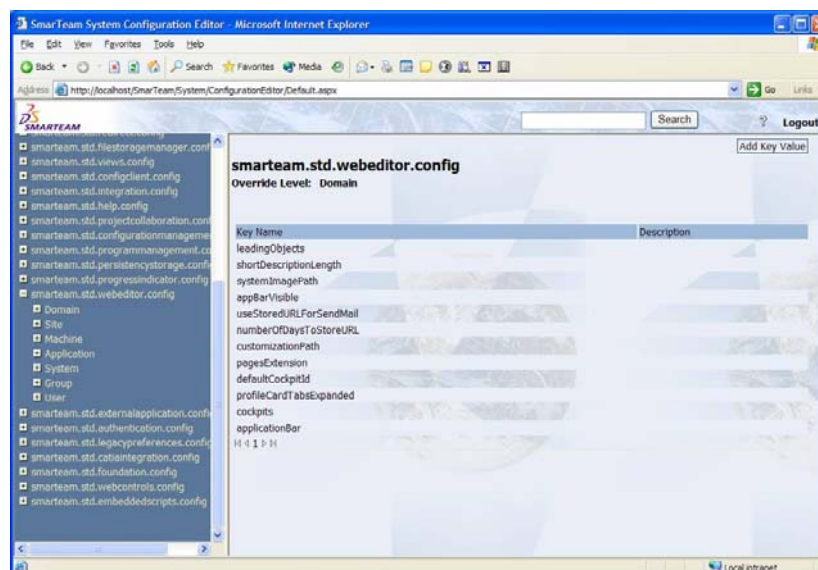 SmarTeam System Configuration Editor - Microsoft Internet Explorer
File Edit View Favorites Tools Help
Back Search Favorites Media
Address http://localhost/SmarTeam/System/ConfigurationEditor/Default.aspx Go Links
SMARTEAM Search ? Logout
smarteam.std.filestoragemanager.conf
smarteam.std.views.config
smarteam.std.configclient.config
smarteam.std.integration.config
smarteam.std.help.config
smarteam.std.projectcollaboration.conf
smarteam.std.configurationmanageme
smarteam.std.programmanagement.co
smarteam.std.persistencystorage.confi
smarteam.std.progressindicator.config
smarteam.std.webeditor.config
Domain
Site
Machine
Application
System
Group
User
smarteam.std.externalapplication.confi
smarteam.std.authentication.config
smarteam.std.legacypreferences.config
smarteam.std.catiaintegration.config
smarteam.std.foundation.config
smarteam.std.webcontrols.config
smarteam.std.embeddedscripts.config
Add Key Value
smarteam.std.webeditor.config
Override Level: Domain
Key Name Description
leadingObjects
shortDescriptionLength
systemImagePath
appBarVisible
useStoredURLForSendMail
numberOfDaysToStoreURL
customizationPath
pagesExtension
defaultCockpitId
profileCardTabsExpanded
cockpits
applicationBar
1
Local intranet